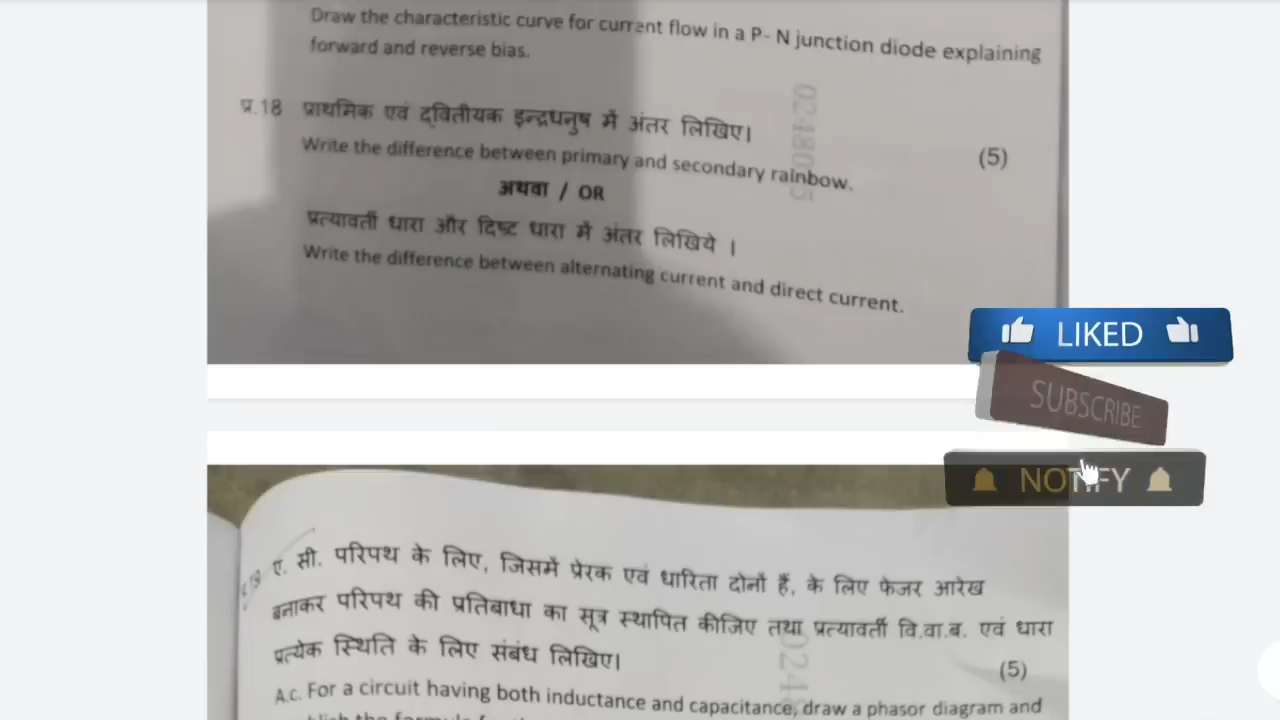 Draw the characteristic curve for current flow in a P- N junction diode explaining
forward and reverse bias.
प्र.18 प्राथमिक एवं द्वितीयक इन्द्रधनुष में अंतर लिखिए।
(5)
Write the difference between primary and secondary rainbow.
अथवा / OR
प्रत्यावर्ती धारा और दिष्ट धारा में अंतर लिखिये ।
Write the difference between alternating current and direct current.
LIKED
SUBSCRIBE
NOTIFY
ए. सी. परिपथ के लिए, जिसमें प्रेरक एवं धारिता दोनों हैं, के लिए फेजर आरेख
बनाकर परिपथ की प्रतिबाधा का सूत्र स्थापित कीजिए तथा प्रत्यावर्ती वि.वा.ब. एवं धारा
प्रत्येक स्थिति के लिए संबंध लिखिए।
(5)
A.c. For a circuit having both inductance and capacitance, draw a phasor diagram and